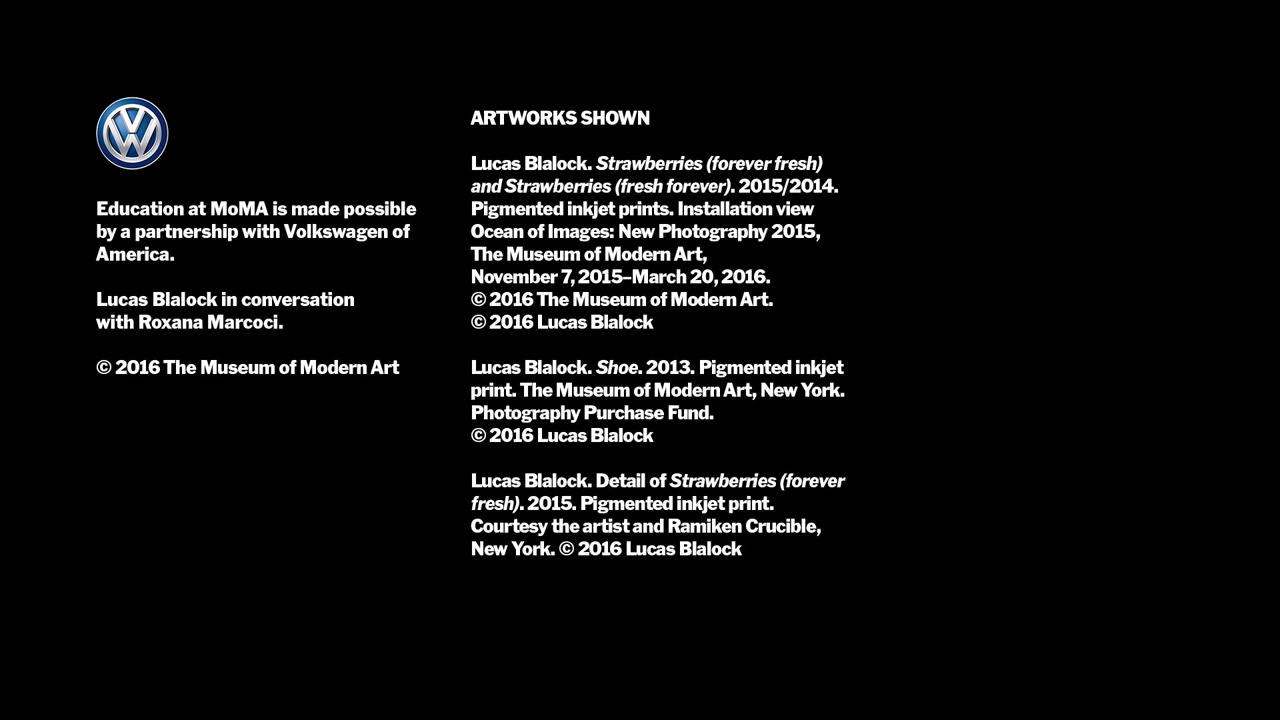 Education at MoMA is made possible
by a partnership with Volkswagen of
America.
Lucas Blalock in conversation
with Roxana Marcoci.
© 2016 The Museum of Modern Art
ARTWORKS SHOWN
Lucas Blalock. Strawberries (forever fresh)
and Strawberries (fresh forever). 2015/2014.
Pigmented inkjet prints. Installation view
Ocean of Images: New Photography 2015,
The Museum of Modern Art,
November 7, 2015–March 20, 2016.
© 2016 The Museum of Modern Art.
© 2016 Lucas Blalock
Lucas Blalock. Shoe. 2013. Pigmented inkjet
print. The Museum of Modern Art, New York.
Photography Purchase Fund.
© 2016 Lucas Blalock
Lucas Blalock. Detail of Strawberries (forever
fresh). 2015. Pigmented inkjet print.
Courtesy the artist and Ramiken Crucible,
New York. © 2016 Lucas Blalock